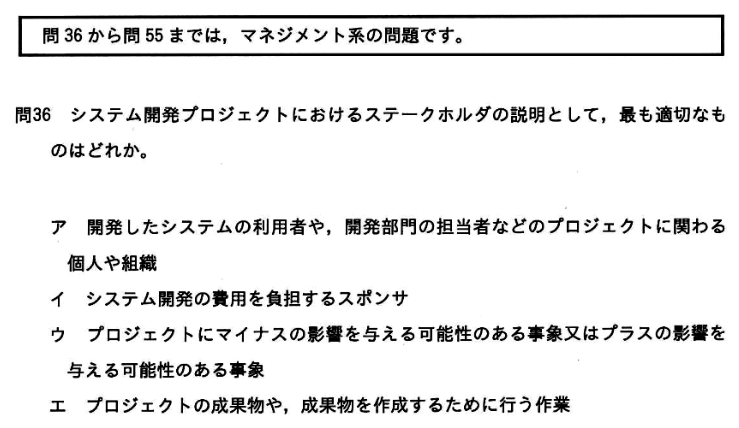 問36から問55までは，マネジメント系の問題です。
問36　システム開発プロジェクトにおけるステークホルダの説明として，最も適切なも
のはどれか。
ア　開発したシステムの利用者や，開発部門の担当者などのプロジェクトに関わる
個人や組織
イ　システム開発の費用を負担するスポンサ
ウ　プロジェクトにマイナスの影響を与える可能性のある事象又はプラスの影響を
与える可能性のある事象
エ　プロジェクトの成果物や，成果物を作成するために行う作業